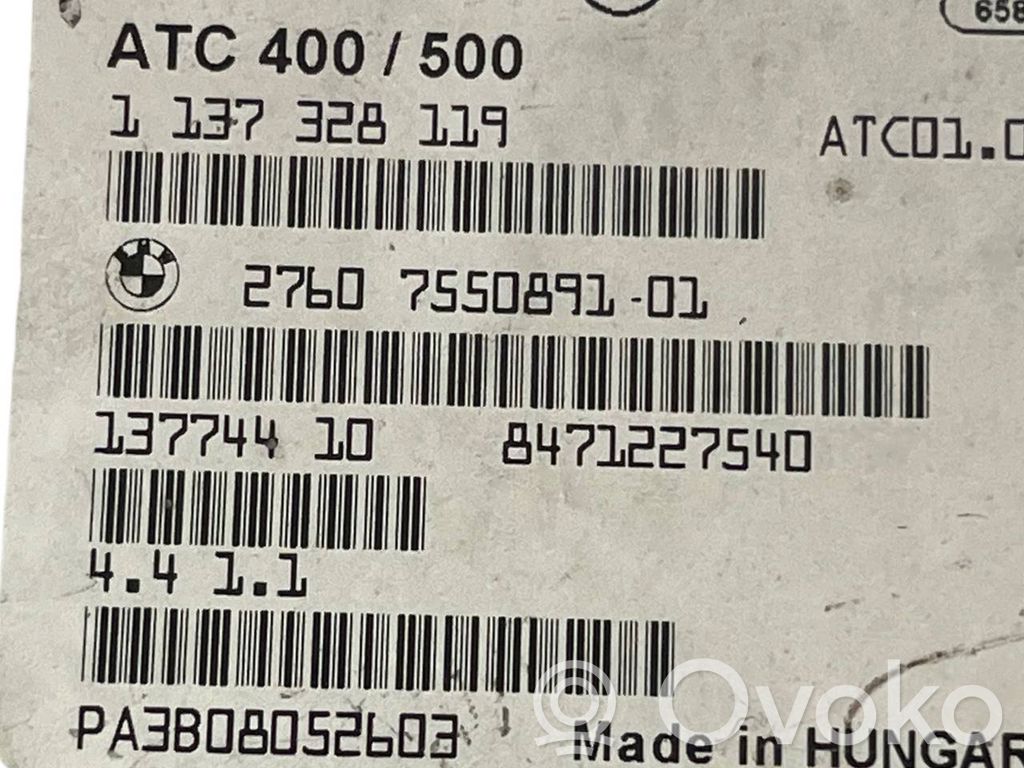 658
ATC 400 / 500
1 137 328 119 ATC01.0
2760 7550891-01
137744 10 8471227540
4.4 1.1
PA3B08052603 Made in HUNGAR
Ovoko